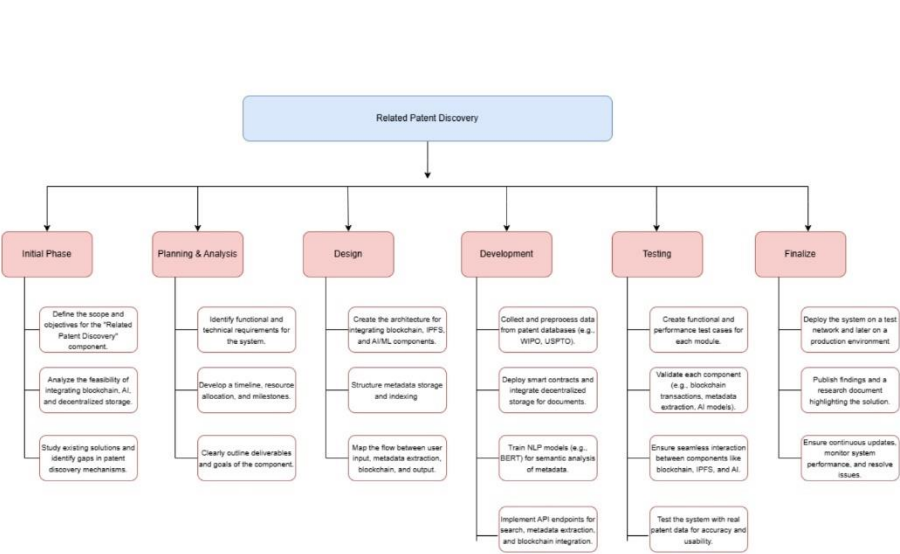 Related Patent Discovery
Initial Phase
Planning & Analysis
Design
Development
Testing
Finalize
Define the scope and
objectives for the "Related
Patent Discovery"
component.
Analyze the feasibility of
integrating blockchain, AI,
and decentralized storage.
Study existing solutions and
identify gaps in patent
discovery mechanisms.
Identify functional and
technical requirements for
the system.
Develop a timeline, resource
allocation, and milestones.
Clearly outline deliverables
and goals of the component.
Create the architecture for
integrating blockchain, IPFS,
and AI/ML components.
Structure metadata storage
and indexing
Map the flow between user
input, metadata extraction,
blockchain, and output.
Collect and preprocess data
from patent databases (e.g.,
WIPO, USPTO).
Deploy smart contracts and
integrate decentralized
storage for documents.
Train NLP models (e.g.,
BERT) for semantic analysis
of metadata.
Implement API endpoints for
search, metadata extraction,
and blockchain integration.
Create functional and
performance test cases for
each module.
Validate each component
(e.g., blockchain
transactions, metadata
extraction, AI models).
Ensure seamless interaction
between components like
blockchain, IPFS, and AI.
Test the system with real
patent data for accuracy and
usability.
Deploy the system on a test
network and later on a
production environment
Publish findings and a
research document
highlighting the solution.
Ensure continuous updates,
monitor system
performance, and resolve
issues.